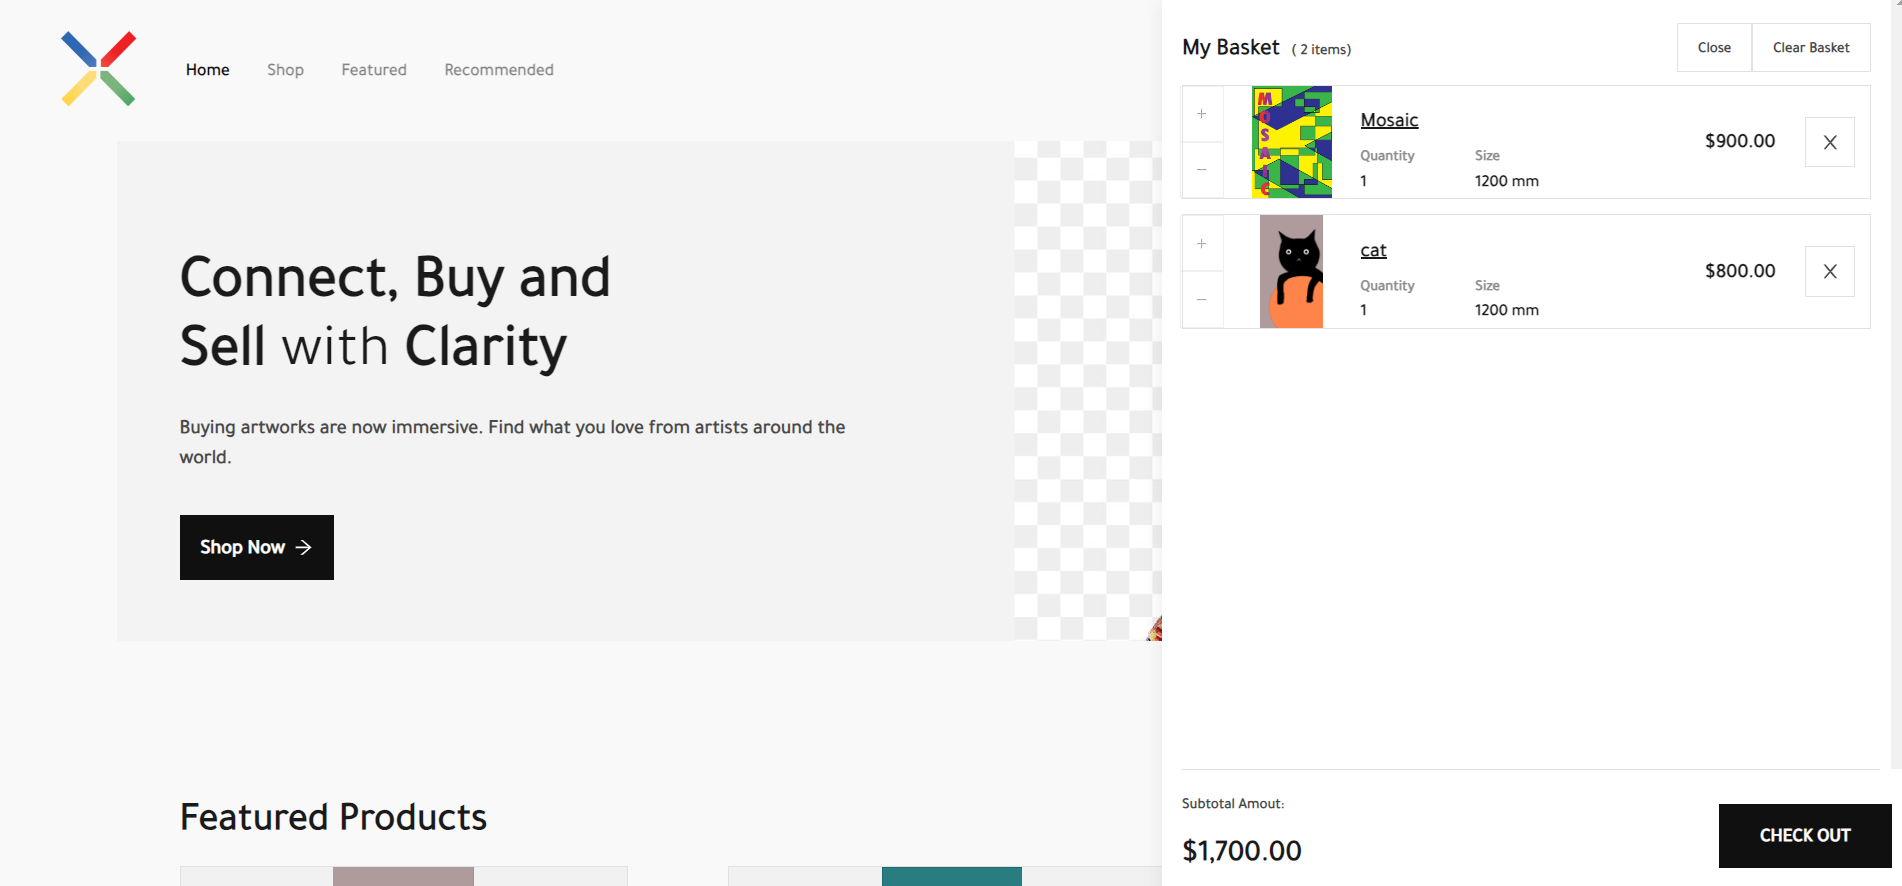 Home Shop Featured Recommended
Connect, Buy and
Sell with Clarity
Buying artworks are now immersive. Find what you love from artists around the
world.
Shop Now
Featured Products
My Basket ( 2 items)
Close Clear Basket
MOSAIC
Mosaic
Quantity Size
1 1200 mm
$900.00
X
cat
Quantity Size
1 1200 mm
$800.00
X
Subtotal Amout:
$1,700.00
CHECK OUT